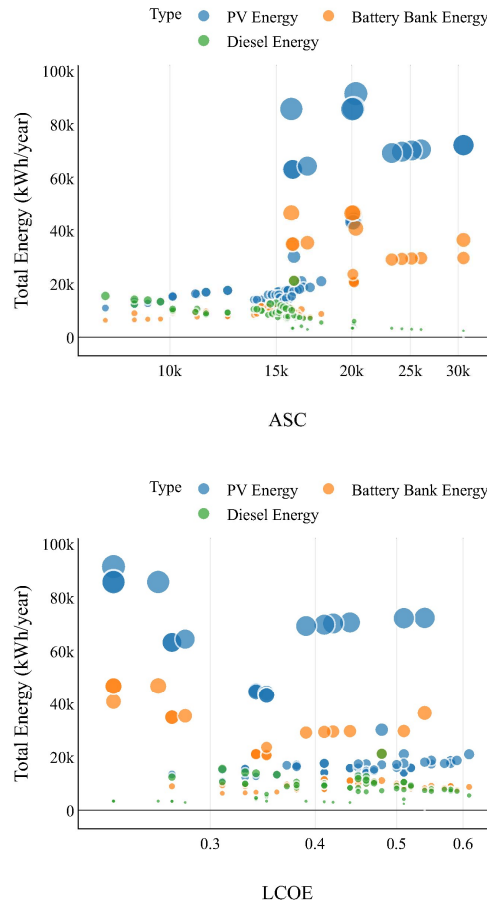 Type PV Energy Battery Bank Energy
Diesel Energy
Total Energy (kWh/year)
100k
80k
60k
40k
20k
0
10k 15k 20k 25k 30k
ASC
Type PV Energy Battery Bank Energy
Diesel Energy
Total Energy (kWh/year)
100k
80k
60k
40k
20k
0
0.3 0.4 0.5 0.6
LCOE